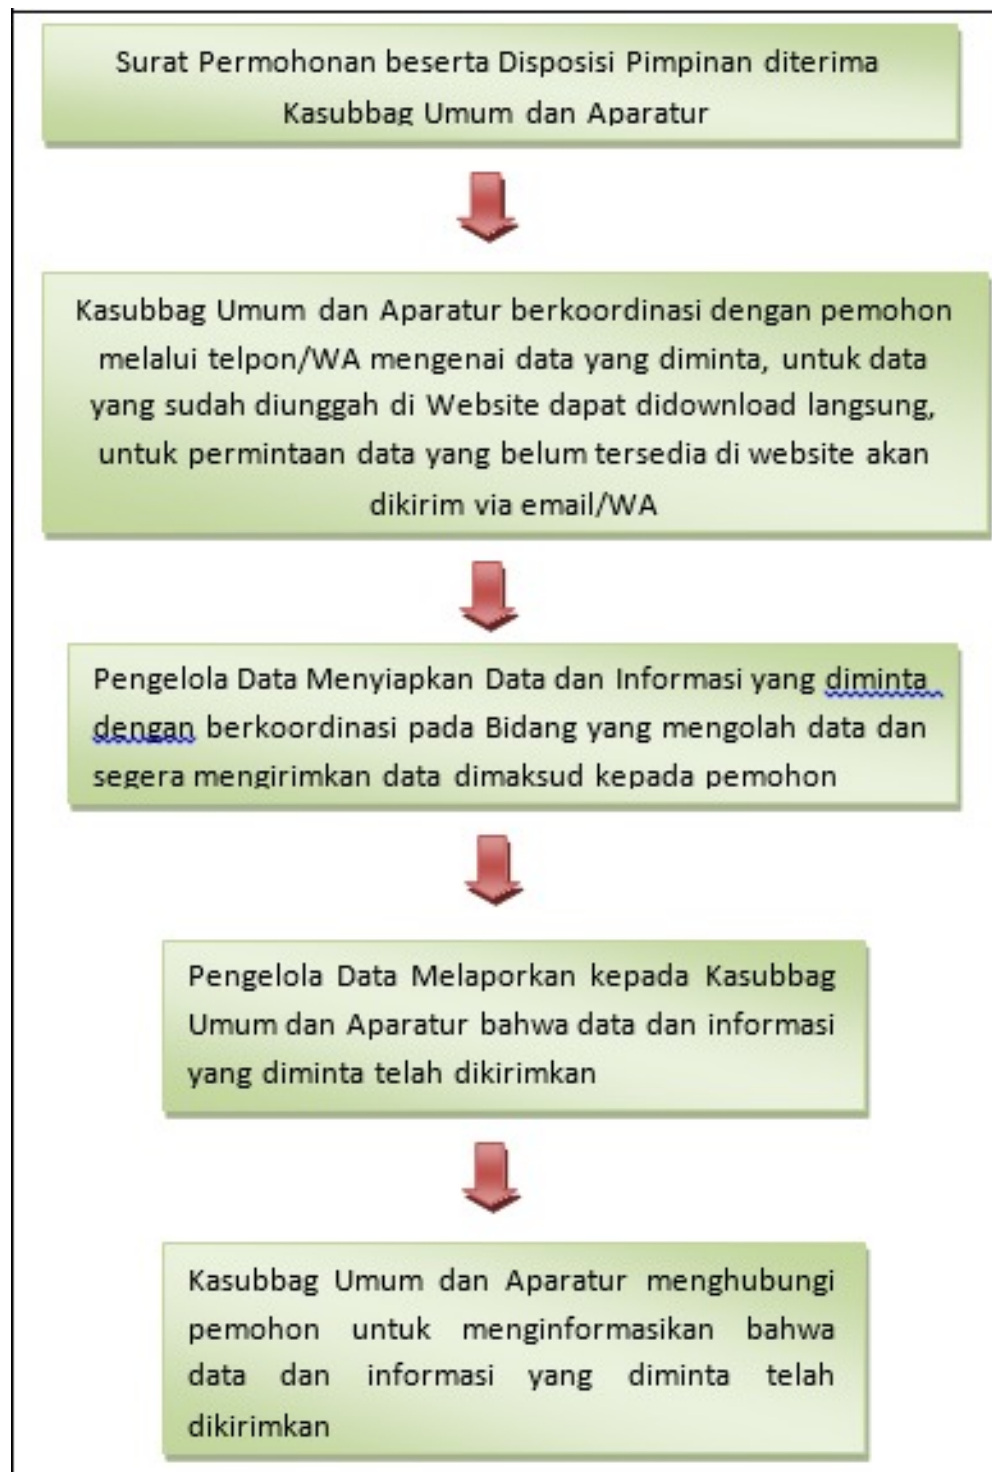 Surat Permohonan beserta Disposisi Pimpinan diterima
Kasubbag Umum dan Aparatur
Kasubbag Umum dan Aparatur berkoordinasi dengan pemohon
melalui telpon/WA mengenai data yang diminta, untuk data
yang sudah diunggah di Website dapat didownload langsung,
untuk permintaan data yang belum tersedia di website akan
dikirim via email/WA
Pengelola Data Menyiapkan Data dan Informasi yang diminta
dengan berkoordinasi pada Bidang yang mengolah data dan
segera mengirimkan data dimaksud kepada pemohon
Pengelola Data Melaporkan kepada Kasubbag
Umum dan Aparatur bahwa data dan informasi
yang diminta telah dikirimkan
Kasubbag Umum dan Aparatur menghubungi
pemohon untuk menginformasikan bahwa
data dan informasi yang diminta telah
dikirimkan